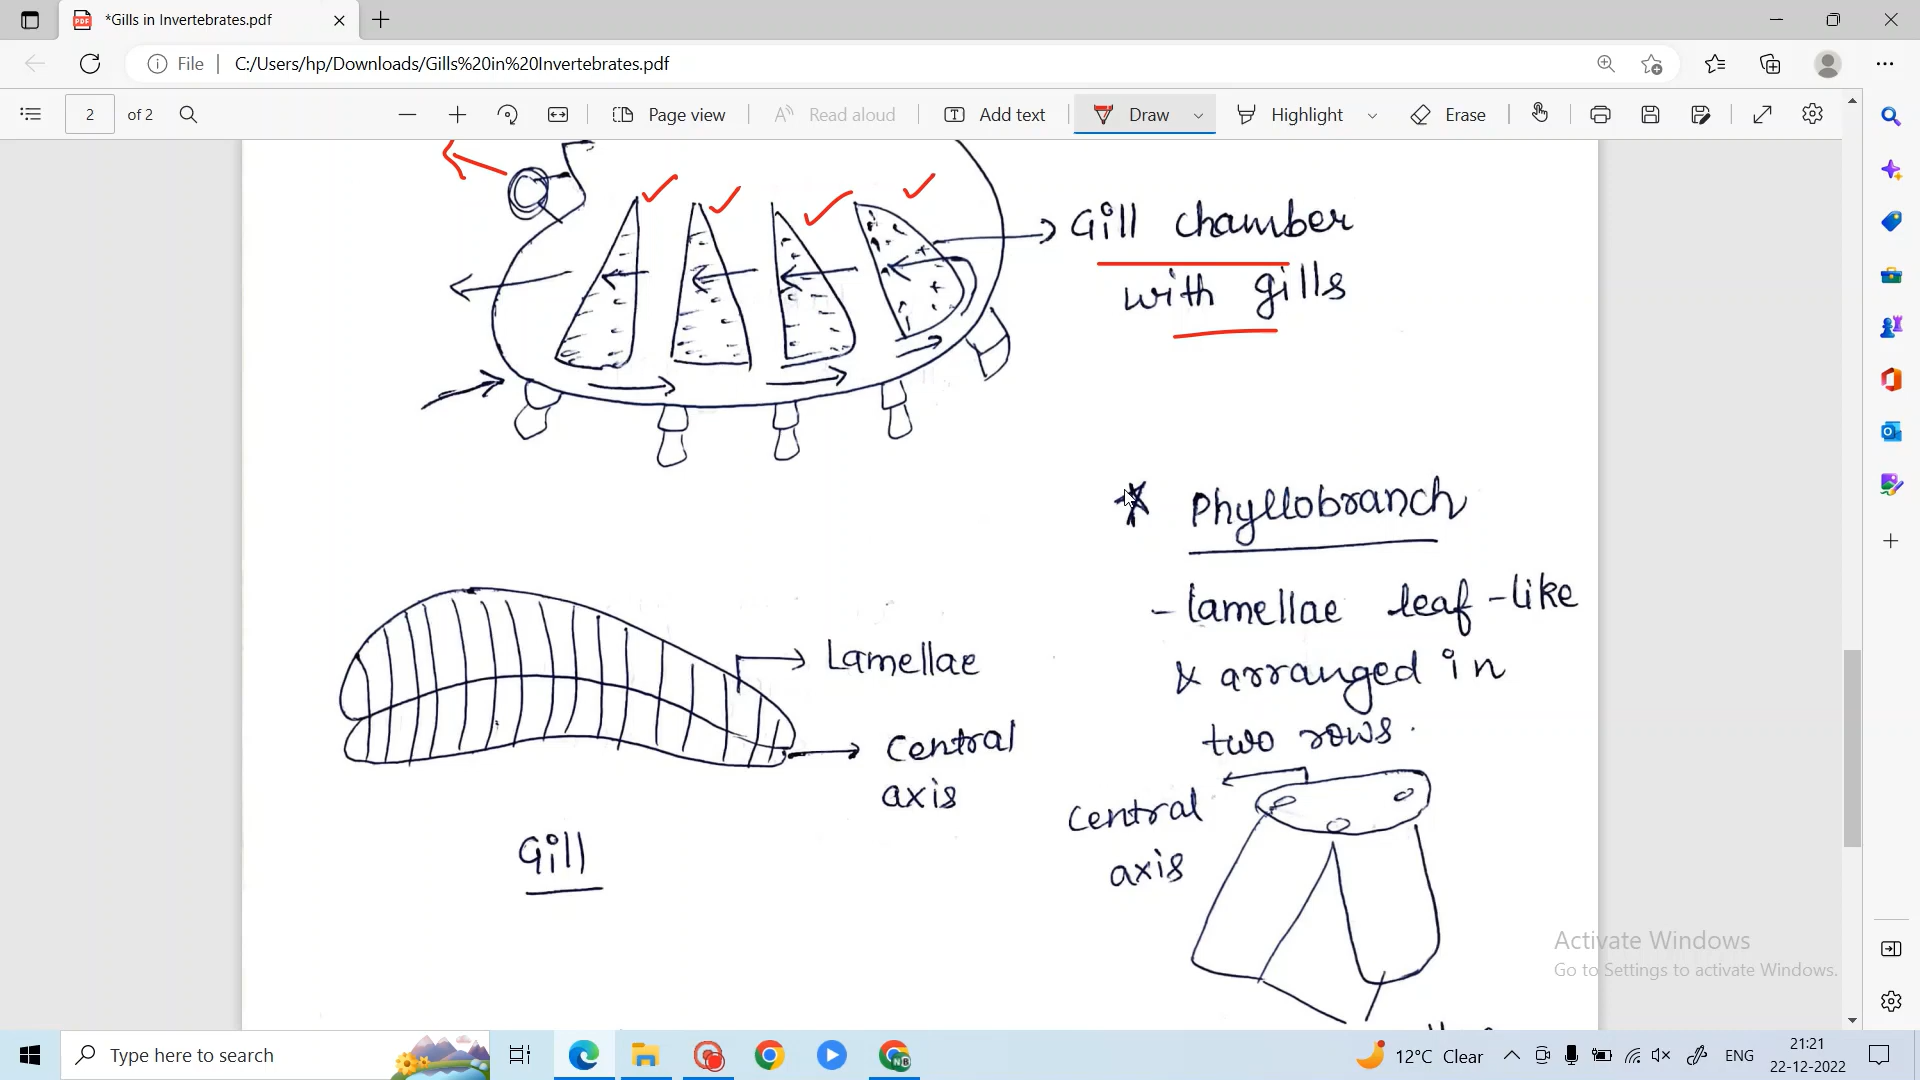 *Gills in Invertebrates.pdf
File
C:/Users/hp/Downloads/Gills%20in%20Invertebrates.pdf
2 of 2
Page view
Read aloud
Add text
Draw
Highlight
Erase
Gill chamber
with gills
* Phyllobranch
- lamellae leaf-like
& arranged in
two rows.
Lamellae
Central
axis
Gill
central
axis
Activate Windows
Go to Settings to activate Windows.
Type here to search
12°C Clear
ENG
21:21
22-12-2022